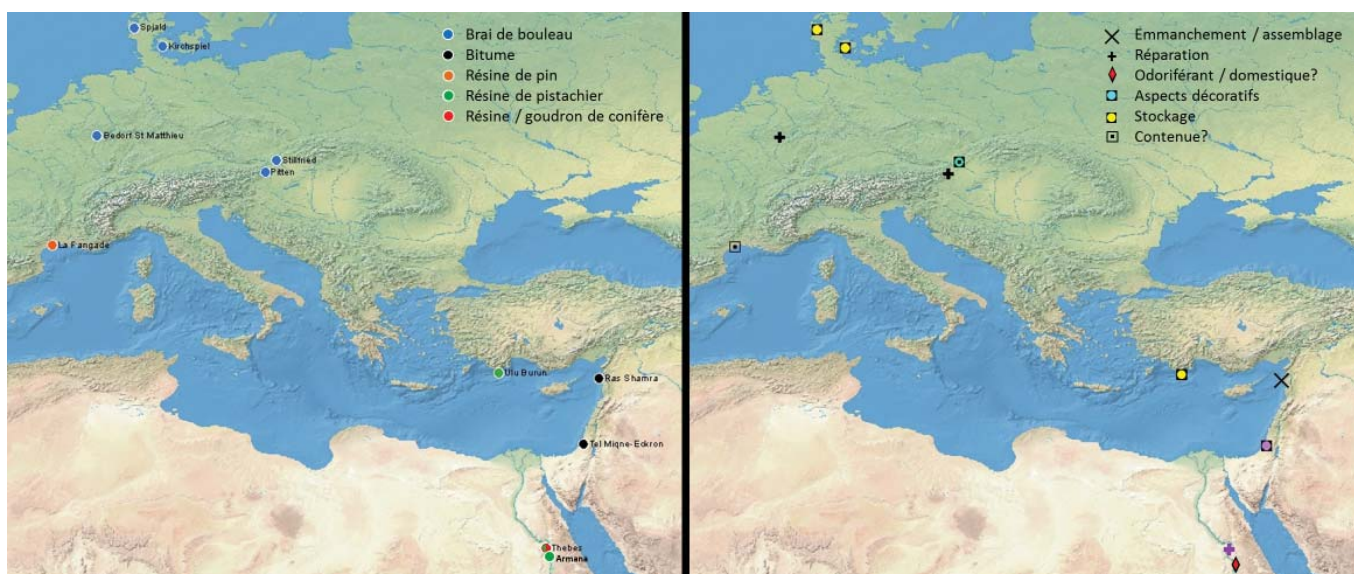 Spjald
Kirchspiel
Brai de bouleau
Bitume
Résine de pin
Résine de pistachier
Résine / goudron de conifère
Bedorf St Matthieu
Stillfried
Pitten
La Fangade
Ulu Burun
Ras Shamra
Tel Miqne-Eckron
Thebes
Armana
Emmanchement / assemblage
Réparation
Odoriférant / domestique?
Aspects décoratifs
Stockage
Contenue?